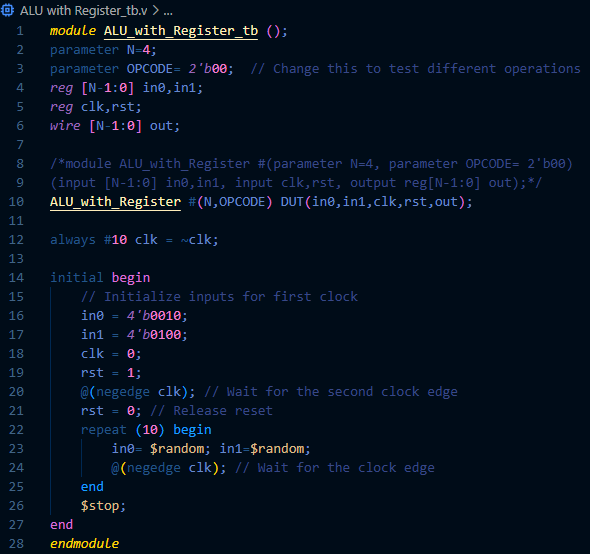 ALU with Register_tb.v > ...
1 module ALU_with_Register_tb ();
2 parameter N=4;
3 parameter OPCODE= 2'b00;  // Change this to test different operations
4 reg [N-1:0] in0,in1;
5 reg clk,rst;
6 wire [N-1:0] out;
7
8 /*module ALU_with_Register #(parameter N=4, parameter OPCODE= 2'b00)
9 (input [N-1:0] in0,in1, input clk,rst, output reg[N-1:0] out);*/
10 ALU_with_Register #(N,OPCODE) DUT(in0,in1,clk,rst,out);
11
12 always #10 clk = ~clk;
13
14 initial begin
15     // Initialize inputs for first clock
16     in0 = 4'b0010;
17     in1 = 4'b0100;
18     clk = 0;
19     rst = 1;
20     @(negedge clk); // Wait for the second clock edge
21     rst = 0; // Release reset
22     repeat (10) begin
23         in0= $random; in1=$random;
24         @(negedge clk); // Wait for the clock edge
25     end
26     $stop;
27 end
28 endmodule